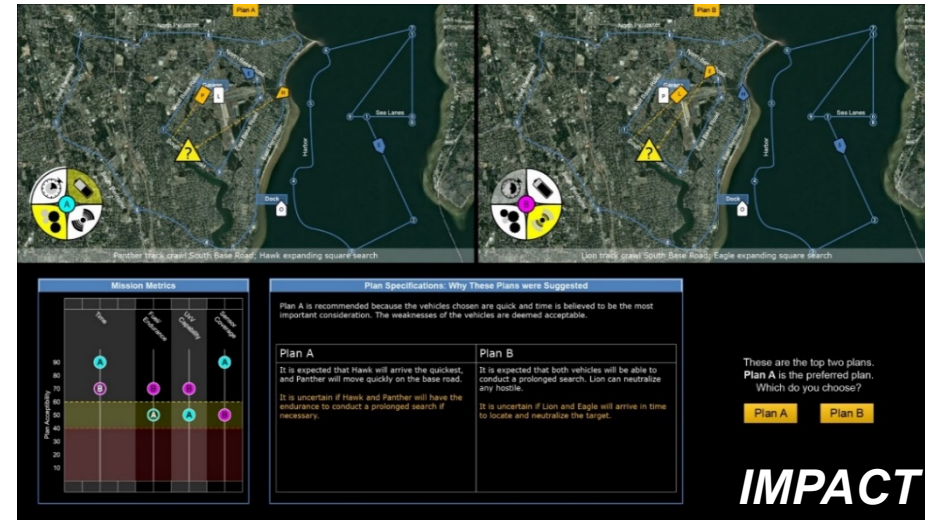 Plan A
Plan B
North Perimeter
Sea Lanes
Sea Lanes
Harbor
Harbor
Dock
Dock
H
L
P
L
O
O
?
?
A
B
Panther track crawl South Base Road; Hawk expanding square search
Lion track crawl South Base Road; Eagle expanding square search
Mission Metrics
Time
Fuel/
Endurance
UxV
Capability
Sensor
Coverage
Plan Acceptibility
90
80
70
60
50
40
30
20
10
A
A
B
A
A
Plan Specifications: Why These Plans were Suggested
Plan A is recommended because the vehicles chosen are quick and time is believed to be the most
important consideration. The weaknesses of the vehicles are deemed acceptable.
Plan A
It is expected that Hawk will arrive the quickest,
and Panther will move quickly on the base road.
It is uncertain if Hawk and Panther will have the
endurance to conduct a prolonged search if
necessary.
Plan B
It is expected that both vehicles will be able to
conduct a prolonged search. Lion can neutralize
any hostile.
It is uncertain if Lion and Eagle will arrive in time
to locate and neutralize the target.
These are the top two plans.
Plan A is the preferred plan.
Which do you choose?
Plan A
Plan B
IMPACT